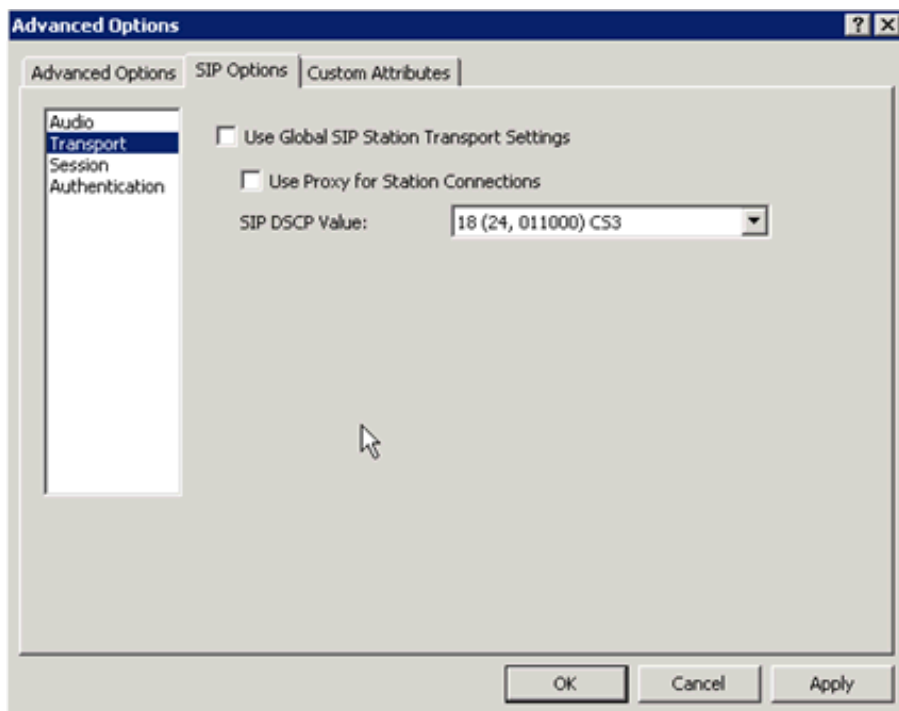 Advanced Options
Advanced Options
SIP Options
Custom Attributes
Audio
Transport
Session
Authentication
Use Global SIP Station Transport Settings
Use Proxy for Station Connections
SIP DSCP Value:
18 (24, 011000) CS3
OK
Cancel
Apply